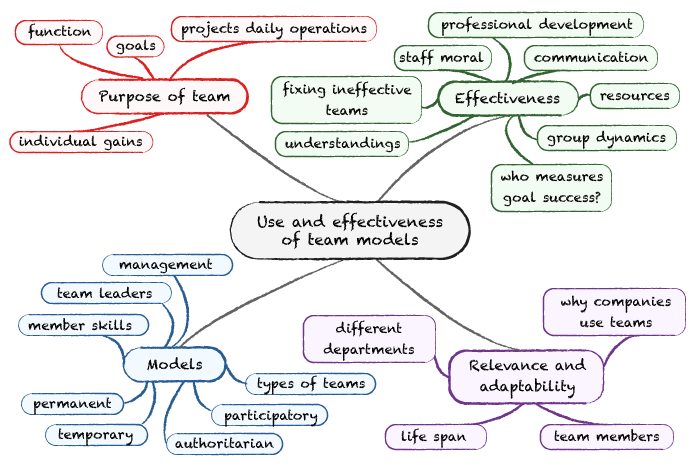 function
goals
projects daily operations
Purpose of team
individual gains
professional development
staff moral
communication
fixing ineffective
teams
Effectiveness
resources
understandings
group dynamics
who measures
goal success?
Use and effectiveness
of team models
management
team leaders
member skills
Models
types of teams
permanent
participatory
temporary
authoritarian
why companies
use teams
different
departments
Relevance and
adaptability
life span
team members